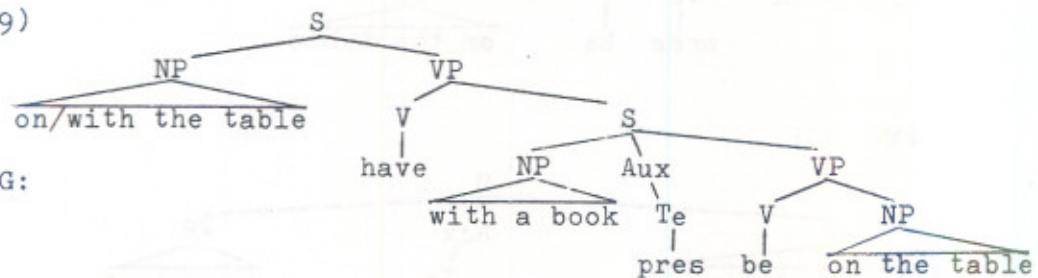 9)
S
NP VP
on/with the table V S
have NP Aux VP
G:
with a book Te V NP
pres be on the table